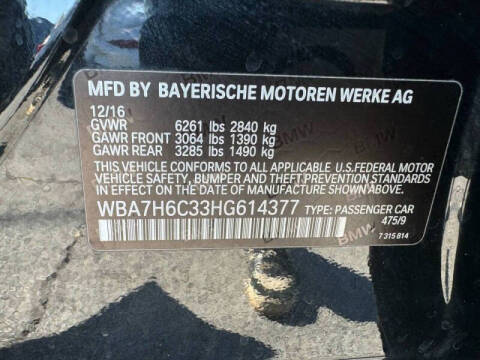 MFD BY BAYERISCHE MOTOREN WERKE AG
12/16
GVWR 6261 lbs 2840 kg
GAWR FRONT 3064 lbs 1390 kg
GAWR REAR 3285 lbs 1490 kg
THIS VEHICLE CONFORMS TO ALL APPLICABLE U.S.FEDERAL MOTOR
VEHICLE SAFETY, BUMPER AND THEFT PREVENTION STANDARDS
IN EFFECT ON THE DATE OF MANUFACTURE SHOWN ABOVE.
WBA7H6C33HG614377 TYPE: PASSENGER CAR
475/9
7 315 814